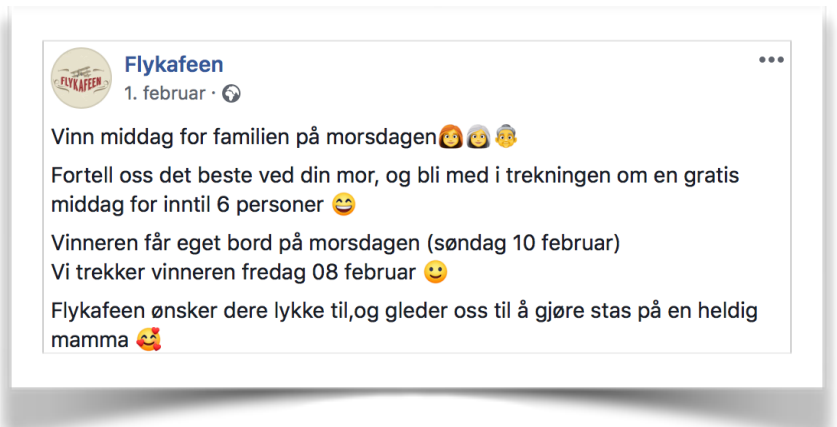 FLYKAFEEN
Flykafeen
1. februar ·
Vinn middag for familien på morsdagen👩‍🦰👩‍🦳👵
Fortell oss det beste ved din mor, og bli med i trekningen om en gratis
middag for inntil 6 personer 😄
Vinneren får eget bord på morsdagen (søndag 10 februar)
Vi trekker vinneren fredag 08 februar 🙂
Flykafeen ønsker dere lykke til,og gleder oss til å gjøre stas på en heldig
mamma 🥰